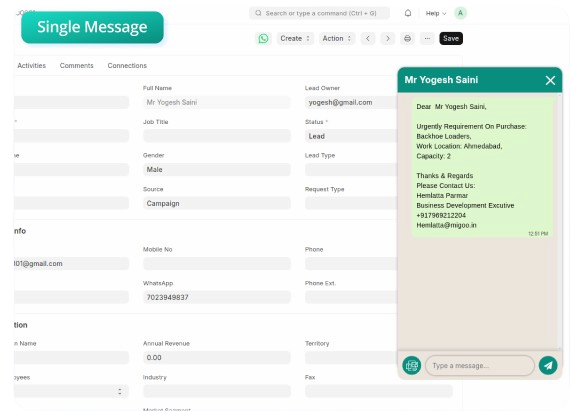 Single Message
Search or type a command (Ctrl + G)
Help
A
Create
Action
Save
Activities
Comments
Connections
Full Name
Lead Owner
Mr Yogesh Saini
yogesh@gmail.com
Job Title
Status *
Lead
Gender
Lead Type
Male
Source
Request Type
Campaign
nfo
Mobile No
Phone
l01@gmail.com
WhatsApp
Phone Ext.
7023949837
tion
n Name
Annual Revenue
Territory
0.00
oyees
Industry
Fax
Market Segment
Mr Yogesh Saini
Dear Mr Yogesh Saini,
Urgently Requirement On Purchase:
Backhoe Loaders,
Work Location: Ahmedabad,
Capacity: 2
Thanks & Regards
Please Contact Us:
Hemlatta Parmar
Business Development Excutive
+917969212204
Hemlatta@migoo.in
12:51 PM
Type a message...